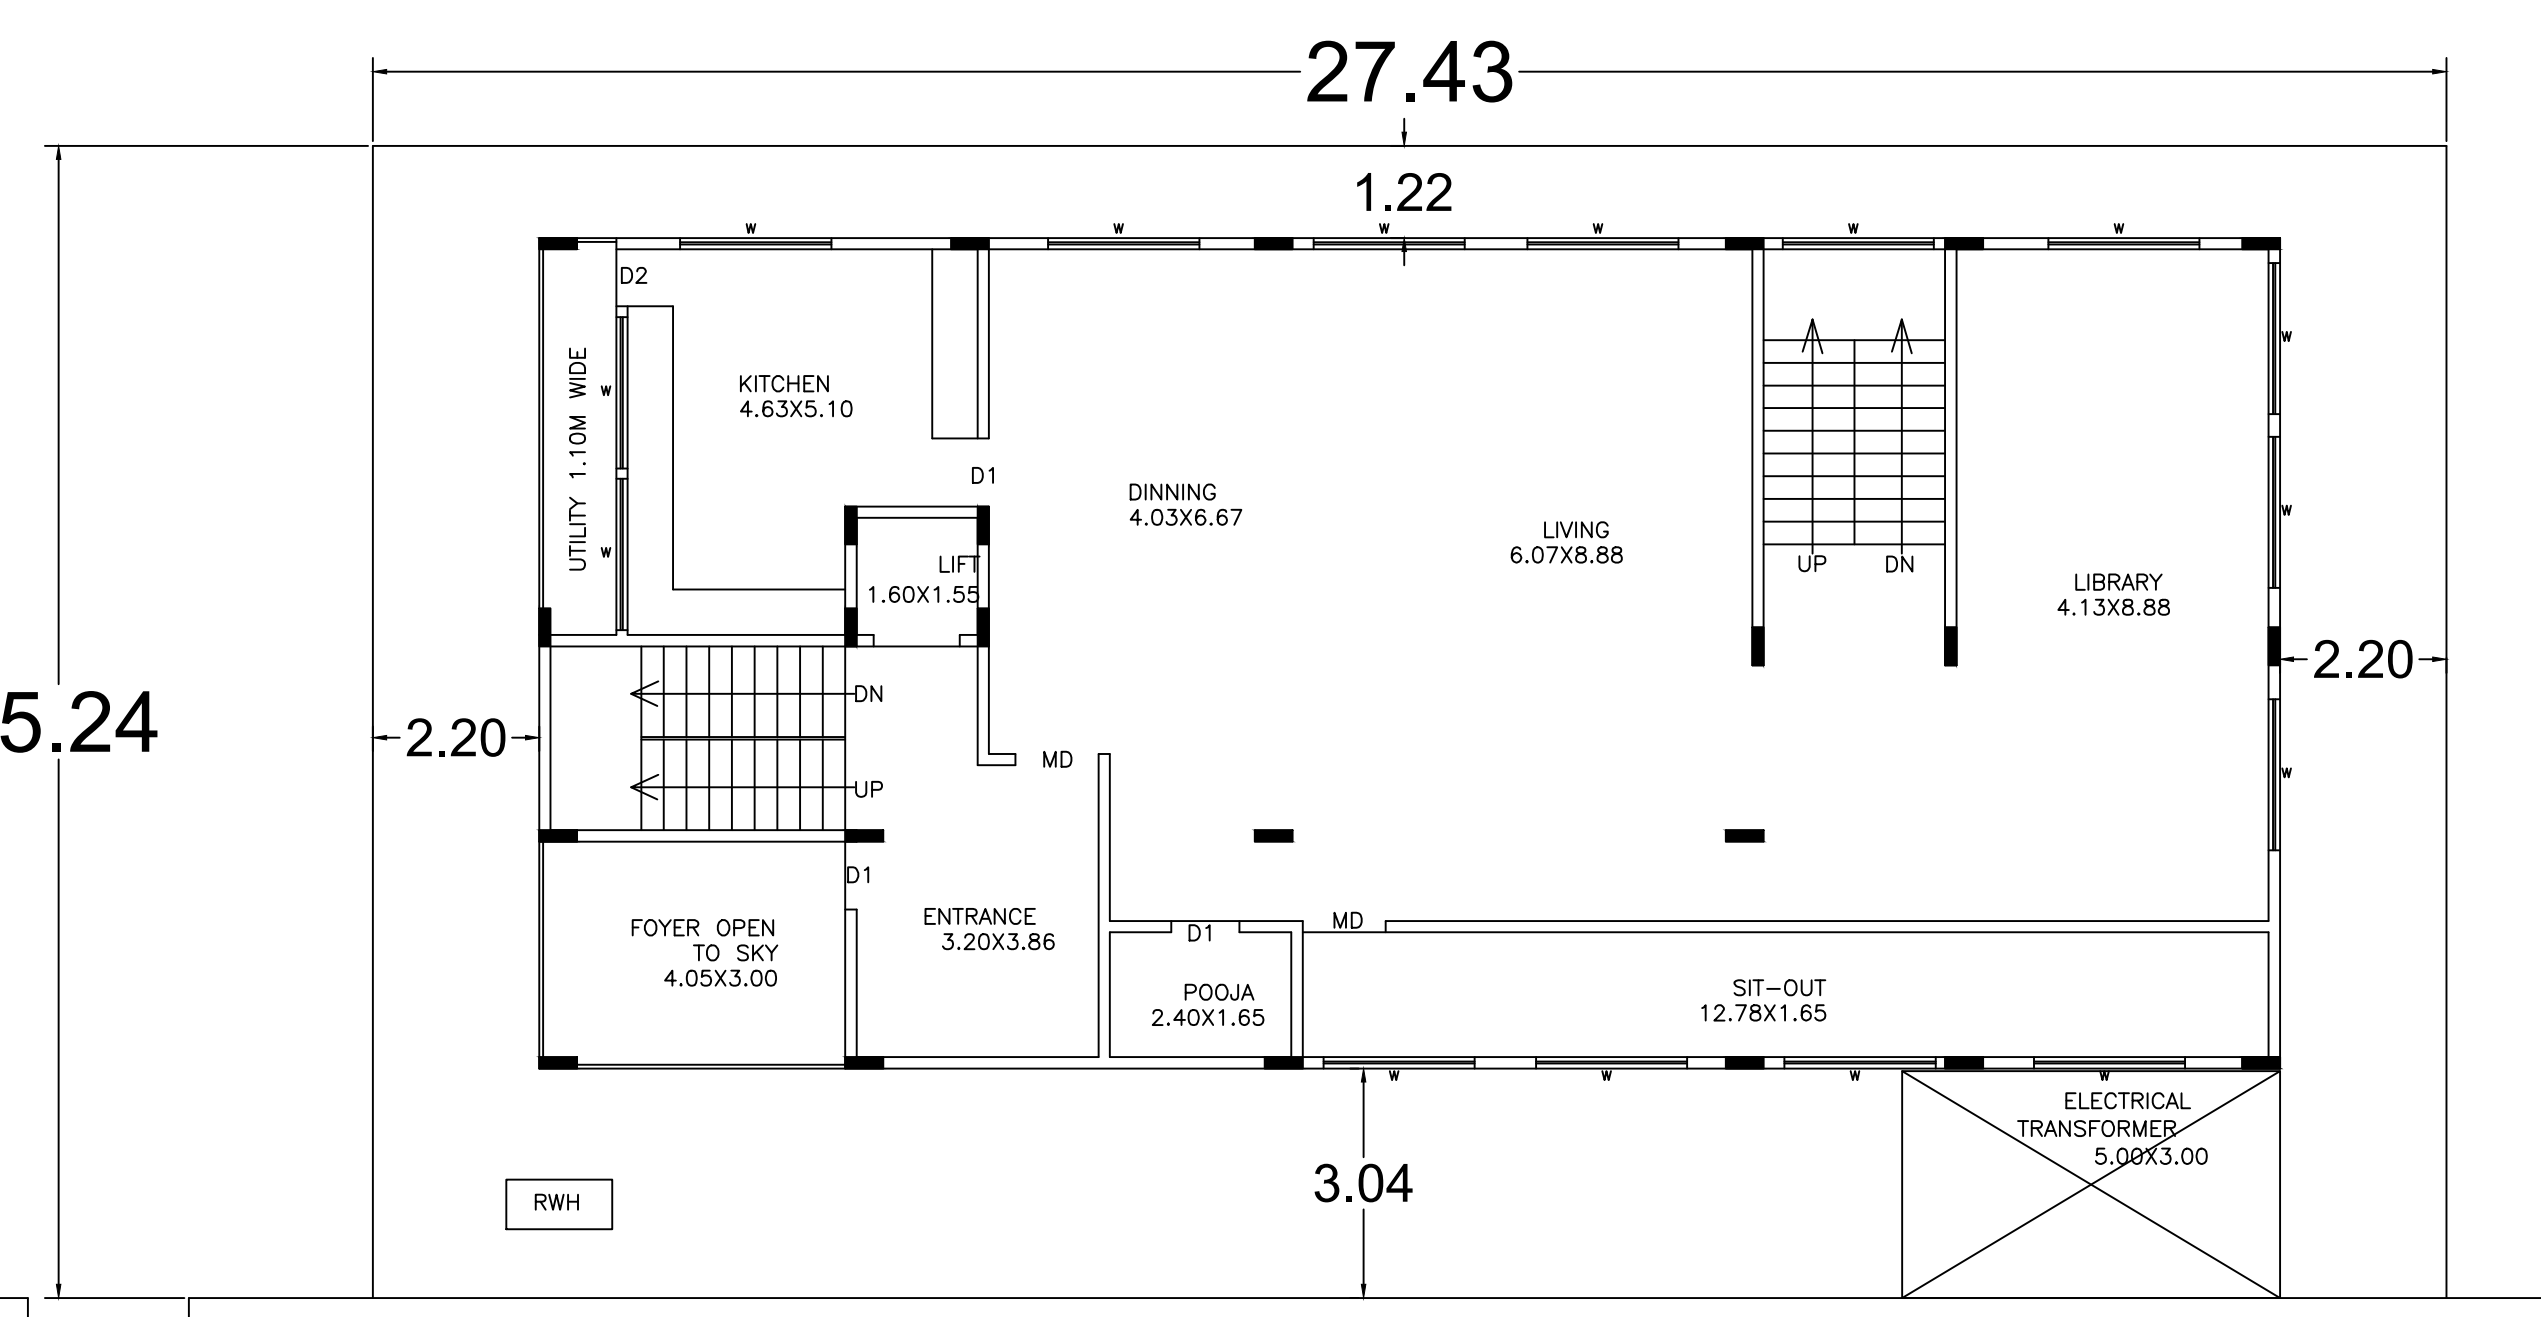 27.43
1.22
W
W
W
W
W
W
D2
W
KITCHEN
4.63X5.10
W
UTILITY 1.10M WIDE
D1
DINNING
4.03X6.67
W
LIVING
6.07X8.88
W
LIFT
1.60X1.55
UP
DN
LIBRARY
4.13X8.88
2.20
DN
5.24
2.20
MD
W
UP
D1
ENTRANCE
3.20X3.86
FOYER OPEN
TO SKY
4.05X3.00
MD
D1
POOJA
2.40X1.65
SIT-OUT
12.78X1.65
W
W
W
W
ELECTRICAL
TRANSFORMER
5.00X3.00
3.04
RWH